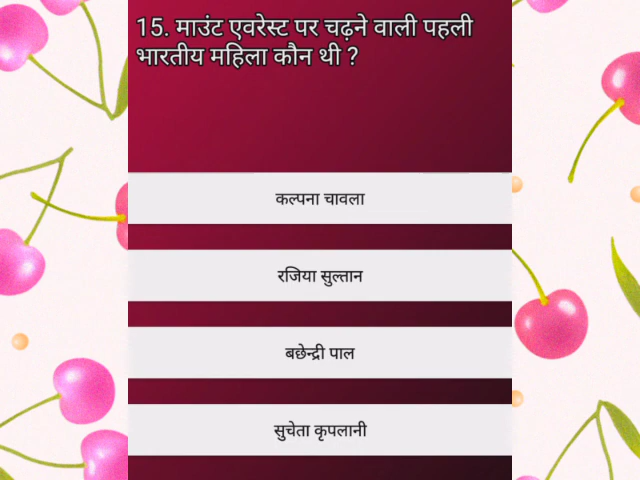 15. माउंट एवरेस्ट पर चढ़ने वाली पहली
भारतीय महिला कौन थी ?
कल्पना चावला
रजिया सुल्तान
बछेन्द्री पाल
सुचेता कृपलानी